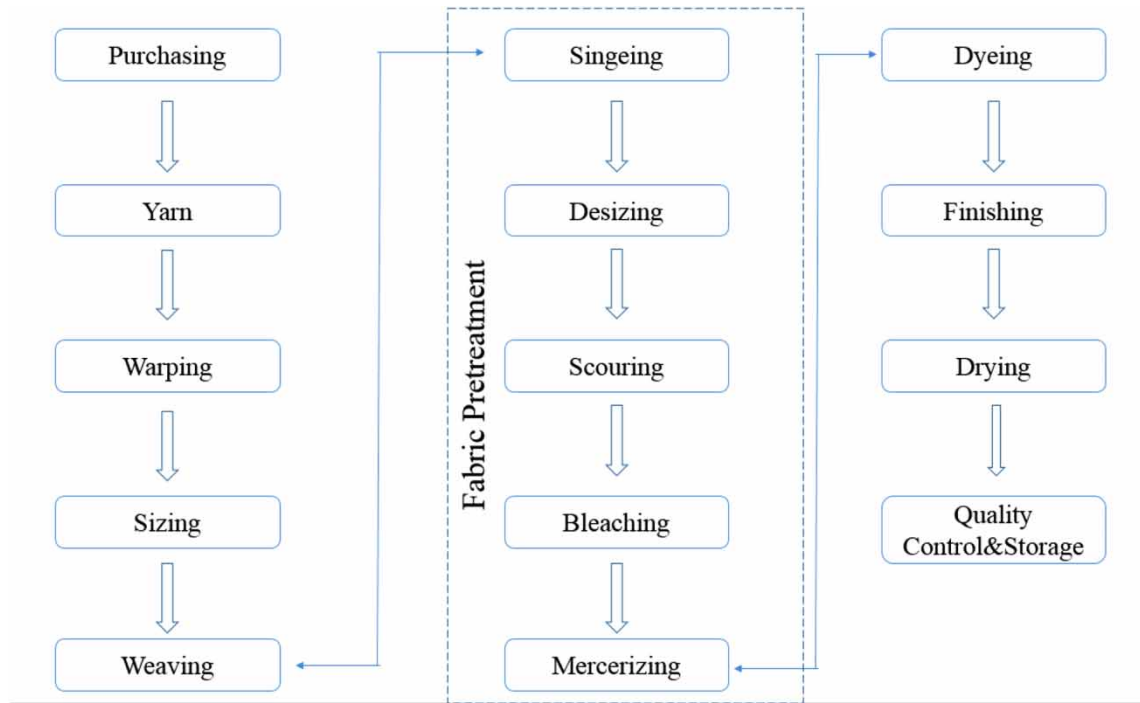 Purchasing
Yarn
Warping
Sizing
Weaving
Fabric Pretreatment
Singeing
Desizing
Scouring
Bleaching
Mercerizing
Dyeing
Finishing
Drying
Quality
Control&Storage